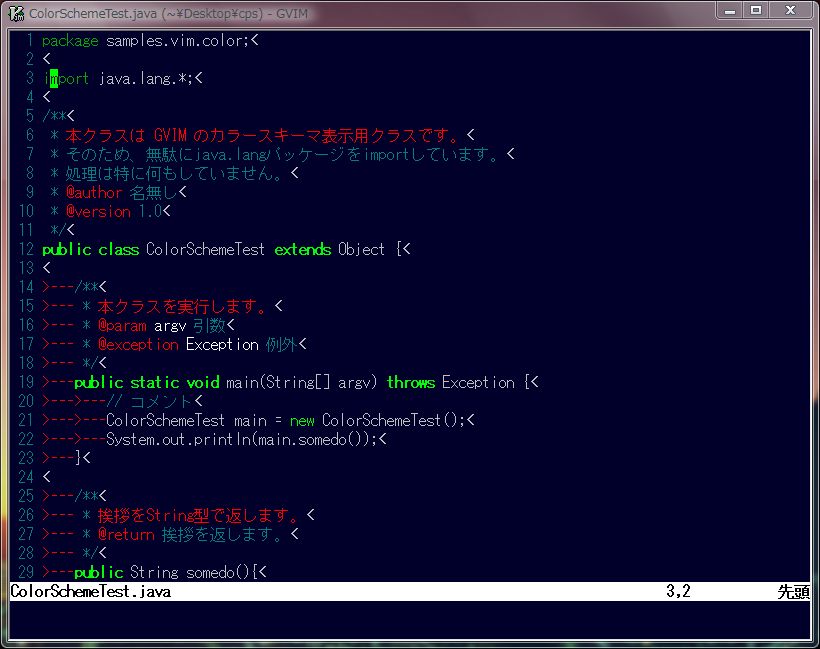 ColorSchemeTest.java (~¥Desktop¥cps) - GVIM
1 package samples.vim.color;<
2 <
3 import java.lang.*;<
4 <
5 /**<
6  * 本クラスは GVIM のカラースキーマ表示用クラスです。<
7  * そのため、無駄にjava.langパッケージをimportしています。<
8  * 処理は特に何もしていません。<
9  * @author 名無し<
10  * @version 1.0<
11  */<
12 public class ColorSchemeTest extends Object {<
13 <
14 >---/**<
15 >--- * 本クラスを実行します。<
16 >--- * @param argv 引数<
17 >--- * @exception Exception 例外<
18 >--- */<
19 >---public static void main(String[] argv) throws Exception {<
20 >--->---// コメント<
21 >--->---ColorSchemeTest main = new ColorSchemeTest();<
22 >--->---System.out.println(main.somedo());<
23 >---}<
24 <
25 >---/**<
26 >--- * 挨拶をString型で返します。<
27 >--- * @return 挨拶を返します。<
28 >--- */<
29 >---public String somedo(){<
ColorSchemeTest.java 3,2 先頭